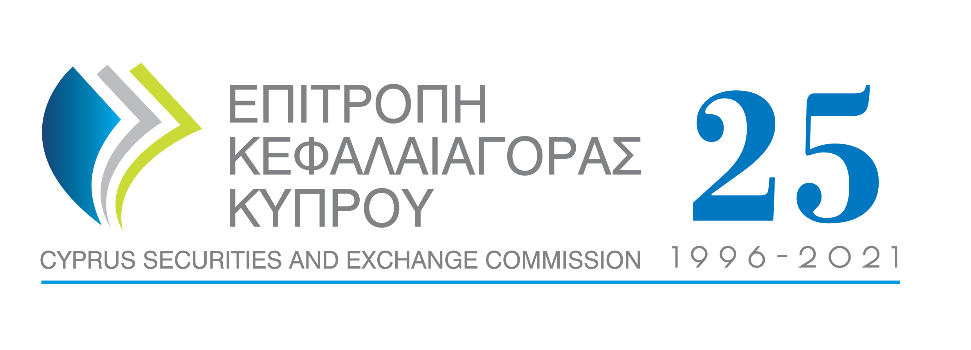 ΕΠΙΤΡΟΠΗ
ΚΕΦΑΛΑΙΑΓΟΡΑΣ
ΚΥΠΡΟΥ
CYPRUS SECURITIES AND EXCHANGE COMMISSION
25
1996-2021